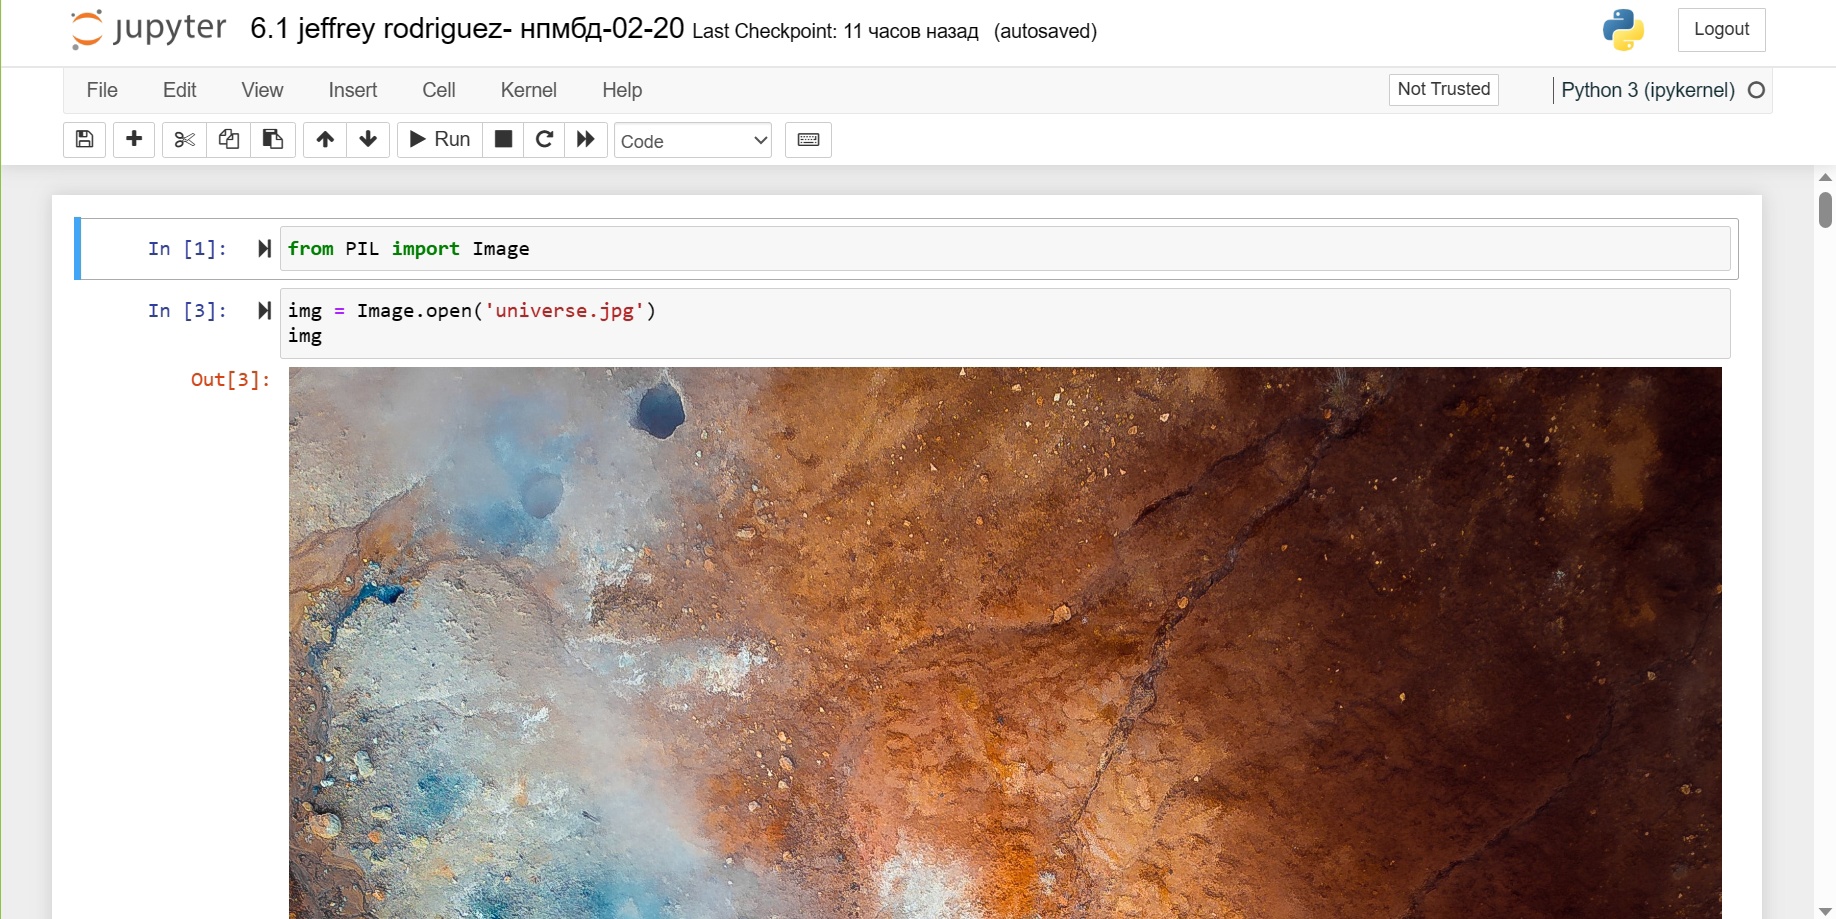 jupyter 6.1 jeffrey rodriguez- нпмбд-02-20 Last Checkpoint: 11 часов назад (autosaved) Logout
File Edit View Insert Cell Kernel Help Not Trusted Python 3 (ipykernel)
Run Code
In [1]: from PIL import Image
In [3]: img = Image.open('universe.jpg')
img
Out[3]: